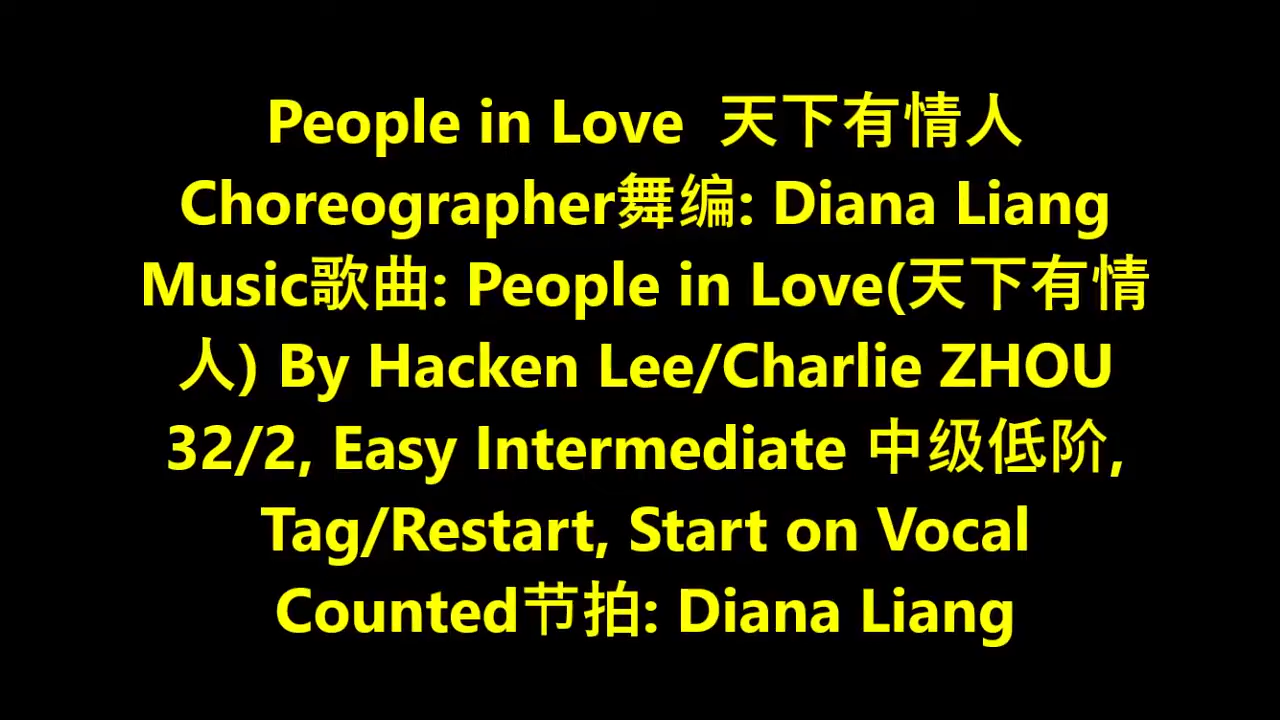 People in Love 天下有情人
Choreographer舞编: Diana Liang
Music歌曲: People in Love(天下有情
人) By Hacken Lee/Charlie ZHOU
32/2, Easy Intermediate 中级低阶,
Tag/Restart, Start on Vocal
Counted节拍: Diana Liang